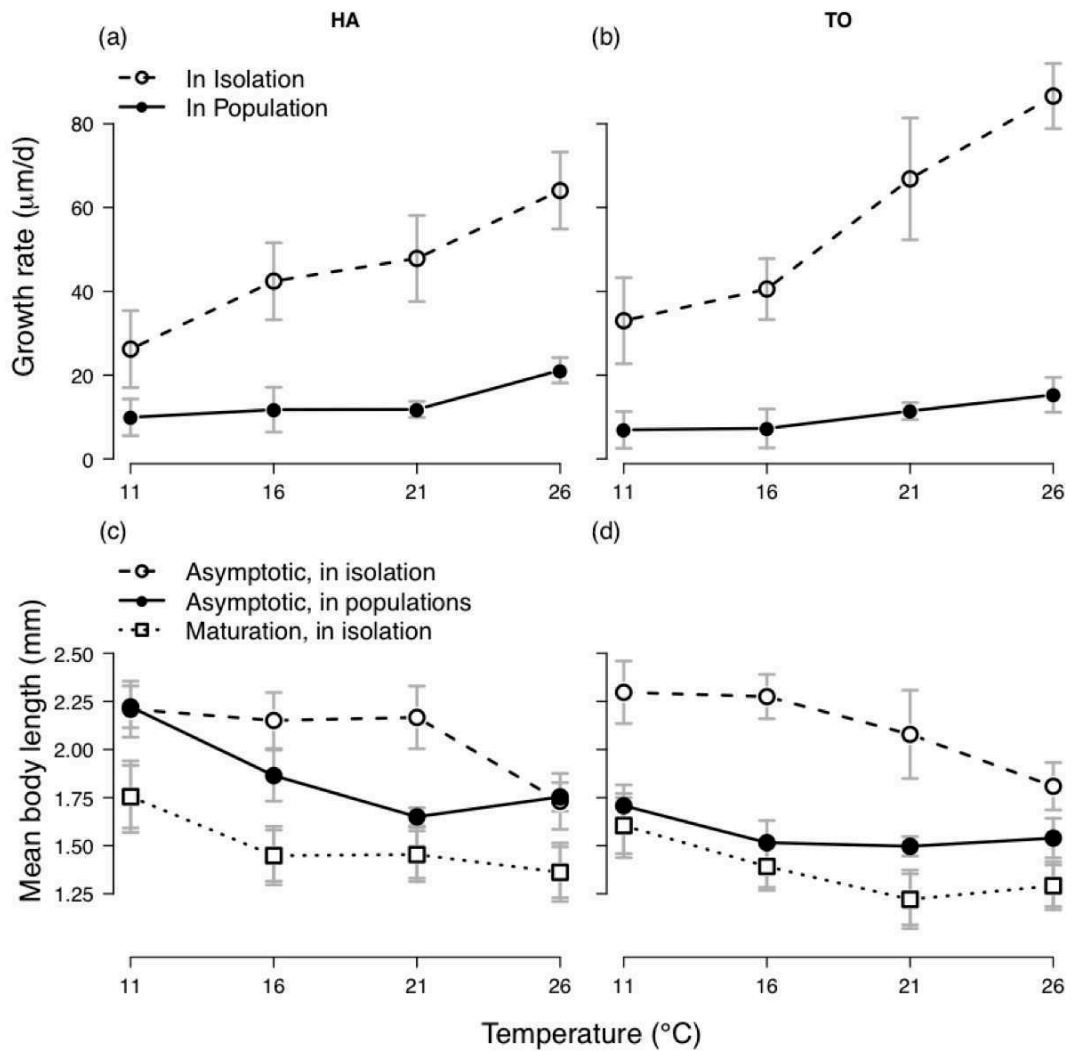 HA
TO
(a)
(b)
In Isolation
In Population
Growth rate (µm/d)
80
60
40
20
0
11
16
21
26
11
16
21
26
(c)
(d)
Asymptotic, in isolation
Asymptotic, in populations
Maturation, in isolation
Mean body length (mm)
2.50
2.25
2.00
1.75
1.50
1.25
11
16
21
26
11
16
21
26
Temperature (°C)